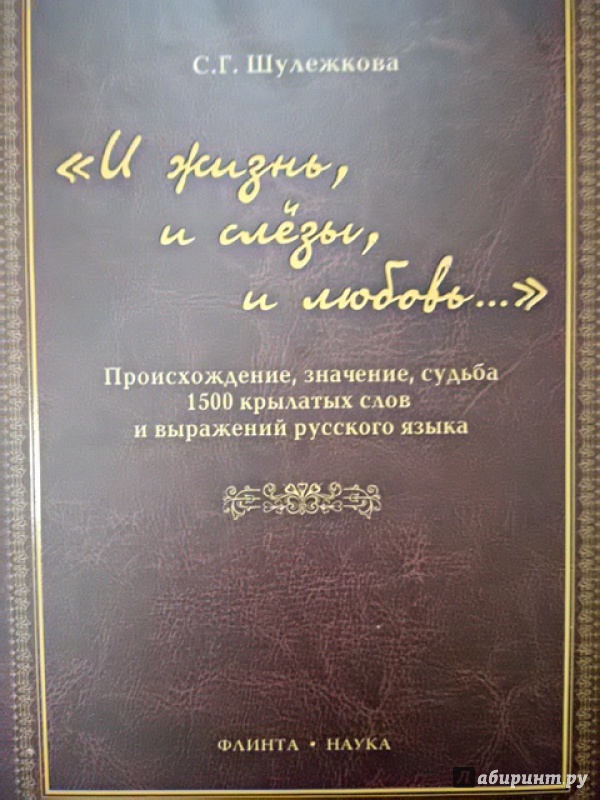 С.Г. Шулежкова
«И жизнь,
и слёзы,
и любовь...»
Происхождение, значение, судьба
1500 крылатых слов
и выражений русского языка
ФЛИНТА • НАУКА
Лабиринт.ру